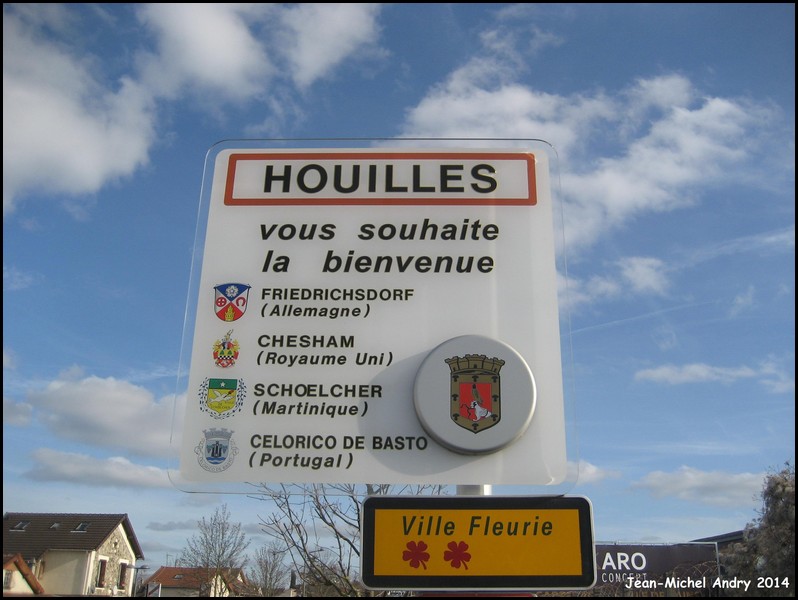 HOUILLES
vous souhaite
la bienvenue
FRIEDRICHSDORF
(Allemagne)
CHESHAM
(Royaume Uni)
SCHOELCHER
(Martinique)
CELORICO DE BASTO
(Portugal)
Ville Fleurie
ARO
CONCEPT
Jean-Michel Andry 2014